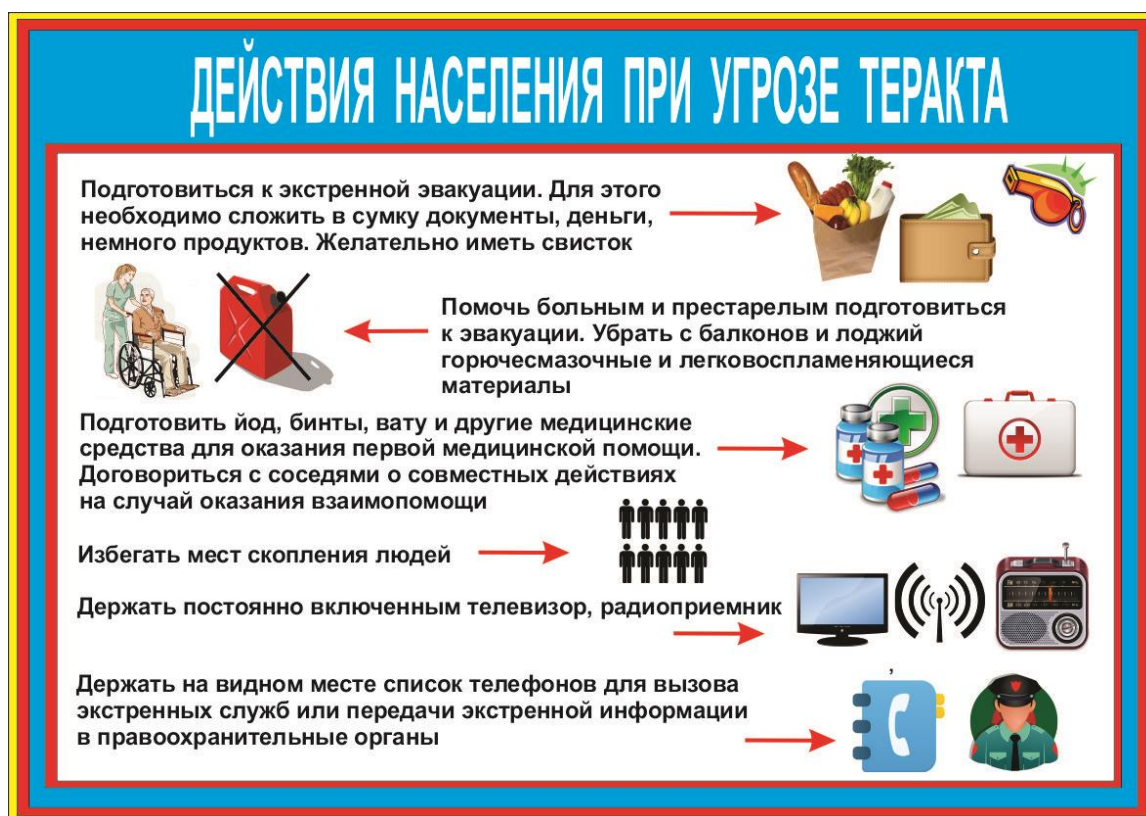 ДЕЙСТВИЯ НАСЕЛЕНИЯ ПРИ УГРОЗЕ ТЕРАКТА
Подготовиться к экстренной эвакуации. Для этого
необходимо сложить в сумку документы, деньги,
немного продуктов. Желательно иметь свисток
Помочь больным и престарелым подготовиться
к эвакуации. Убрать с балконов и лоджий
горючесмазочные и легковоспламеняющиеся
материалы
Подготовить йод, бинты, вату и другие медицинские
средства для оказания первой медицинской помощи.
Договориться с соседями о совместных действиях
на случай оказания взаимопомощи
Избегать мест скопления людей
Держать постоянно включенным телевизор, радиоприемник
,
Держать на видном месте список телефонов для вызова
экстренных служб или передачи экстренной информации
в правоохранительные органы